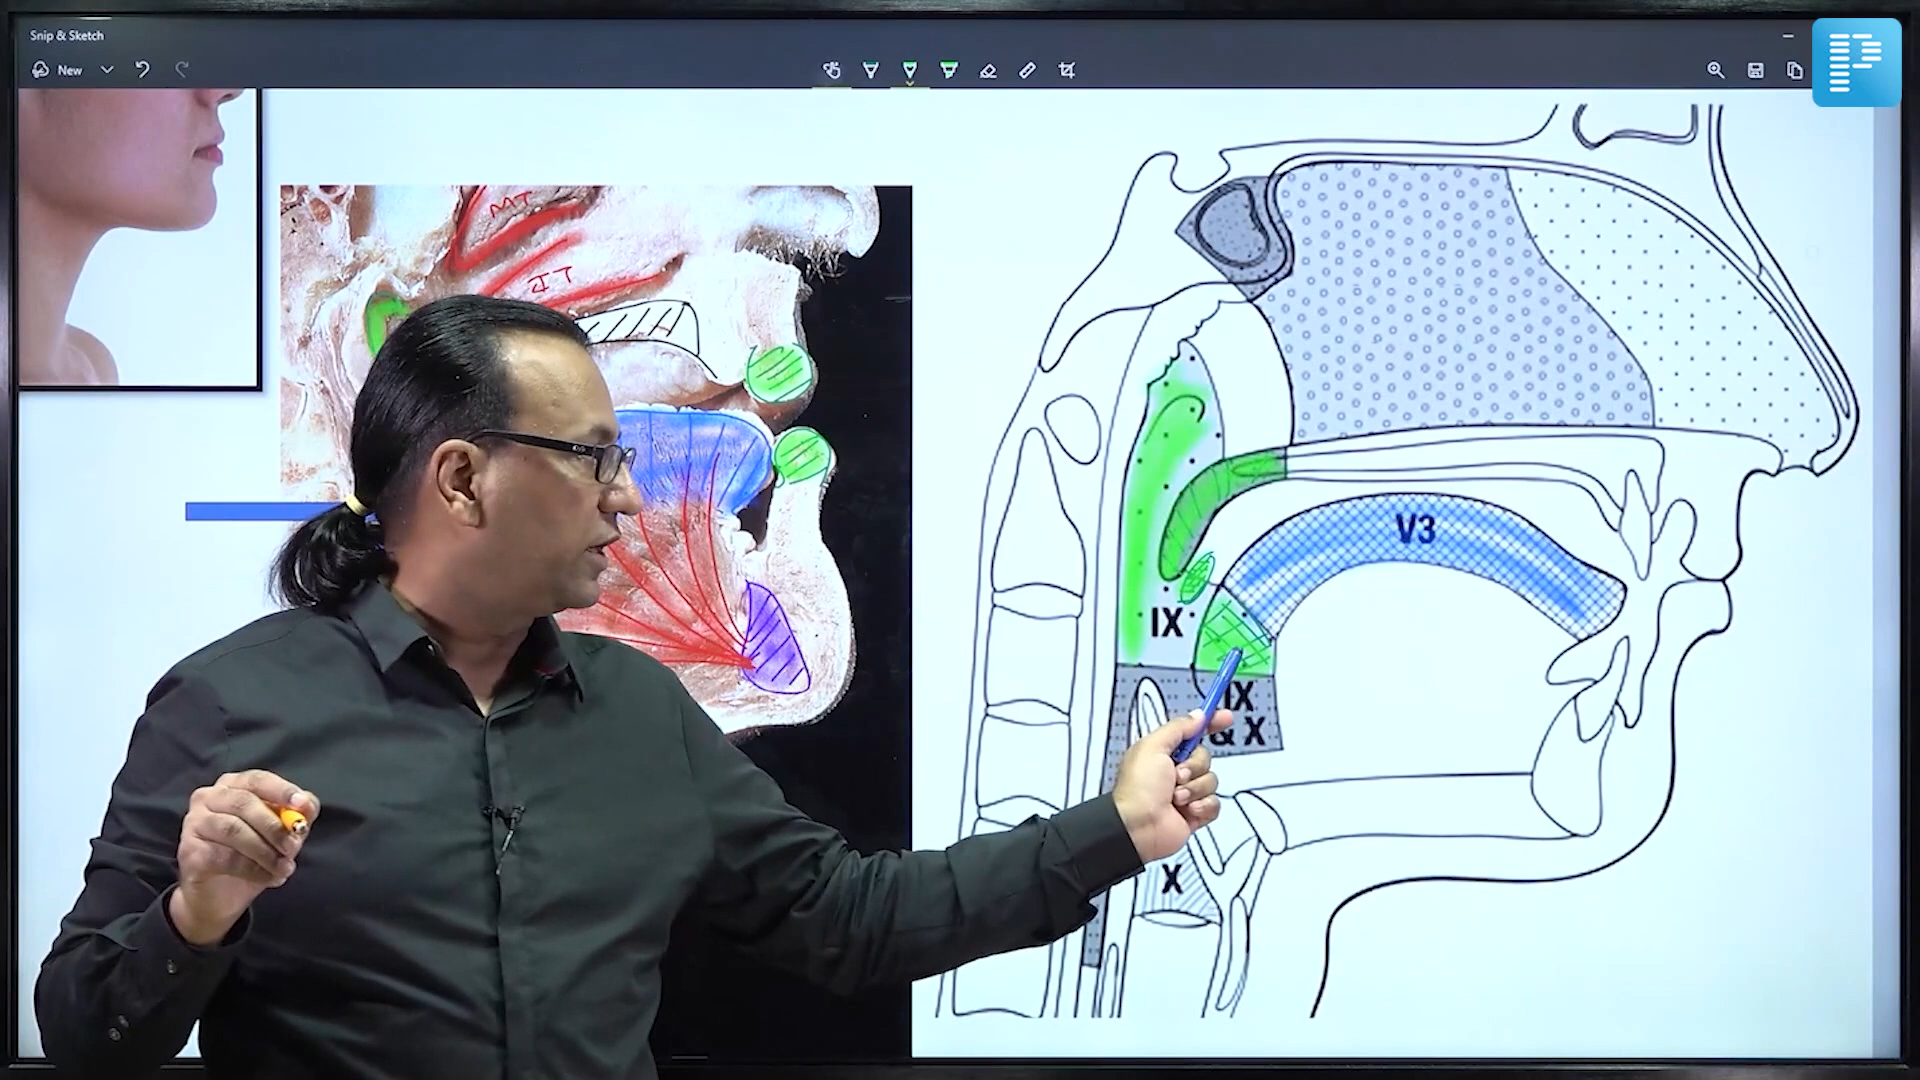 Snip & Sketch
New
MT
IT
V3
IX
IX
& X
X